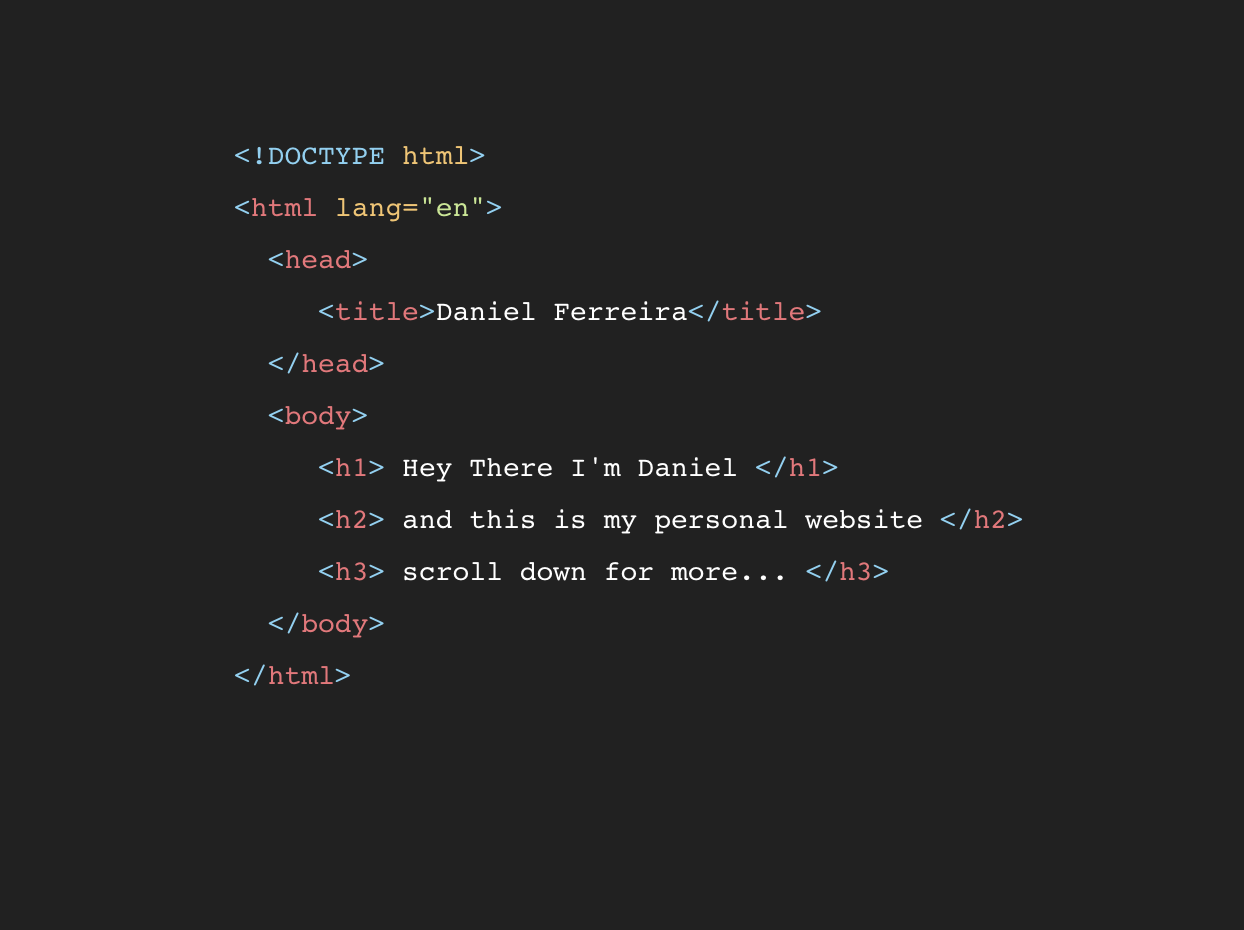 <!DOCTYPE html>
<html lang="en">
<head>
<title>Daniel Ferreira</title>
</head>
<body>
<h1> Hey There I'm Daniel </h1>
<h2> and this is my personal website </h2>
<h3> scroll down for more... </h3>
</body>
</html>